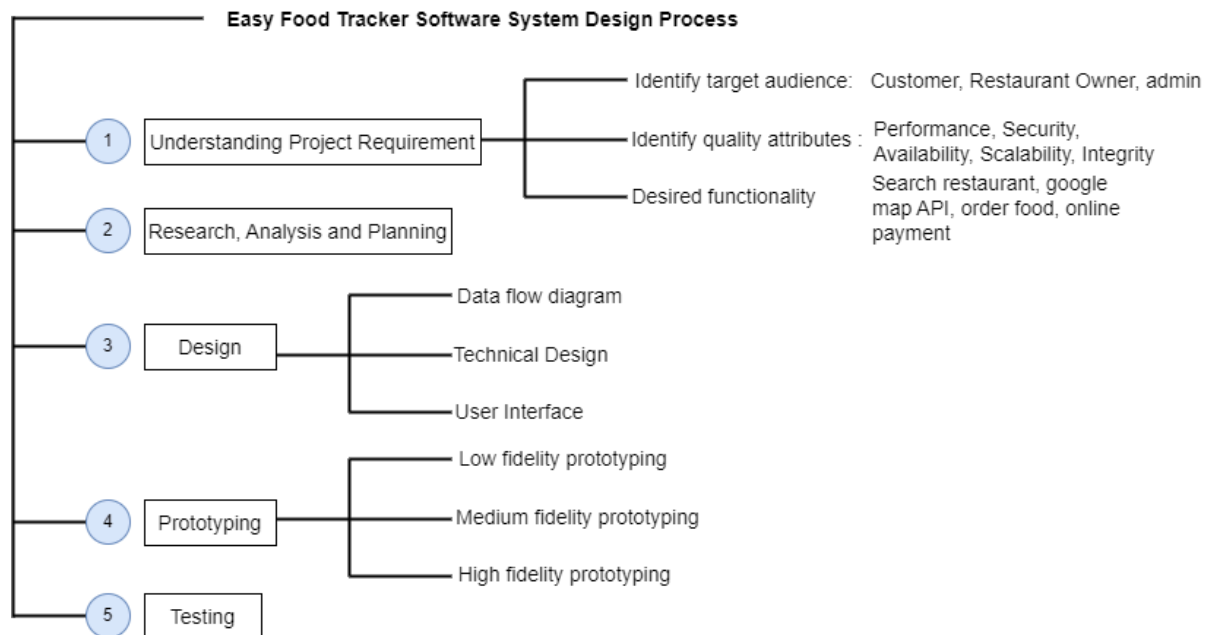 Easy Food Tracker Software System Design Process
Identify target audience: Customer, Restaurant Owner, admin
1 Understanding Project Requirement
Identify quality attributes : Performance, Security,
Availability, Scalability, Integrity
Desired functionality Search restaurant, google
map API, order food, online
payment
2 Research, Analysis and Planning
Data flow diagram
3 Design
Technical Design
User Interface
Low fidelity prototyping
4 Prototyping
Medium fidelity prototyping
High fidelity prototyping
5 Testing